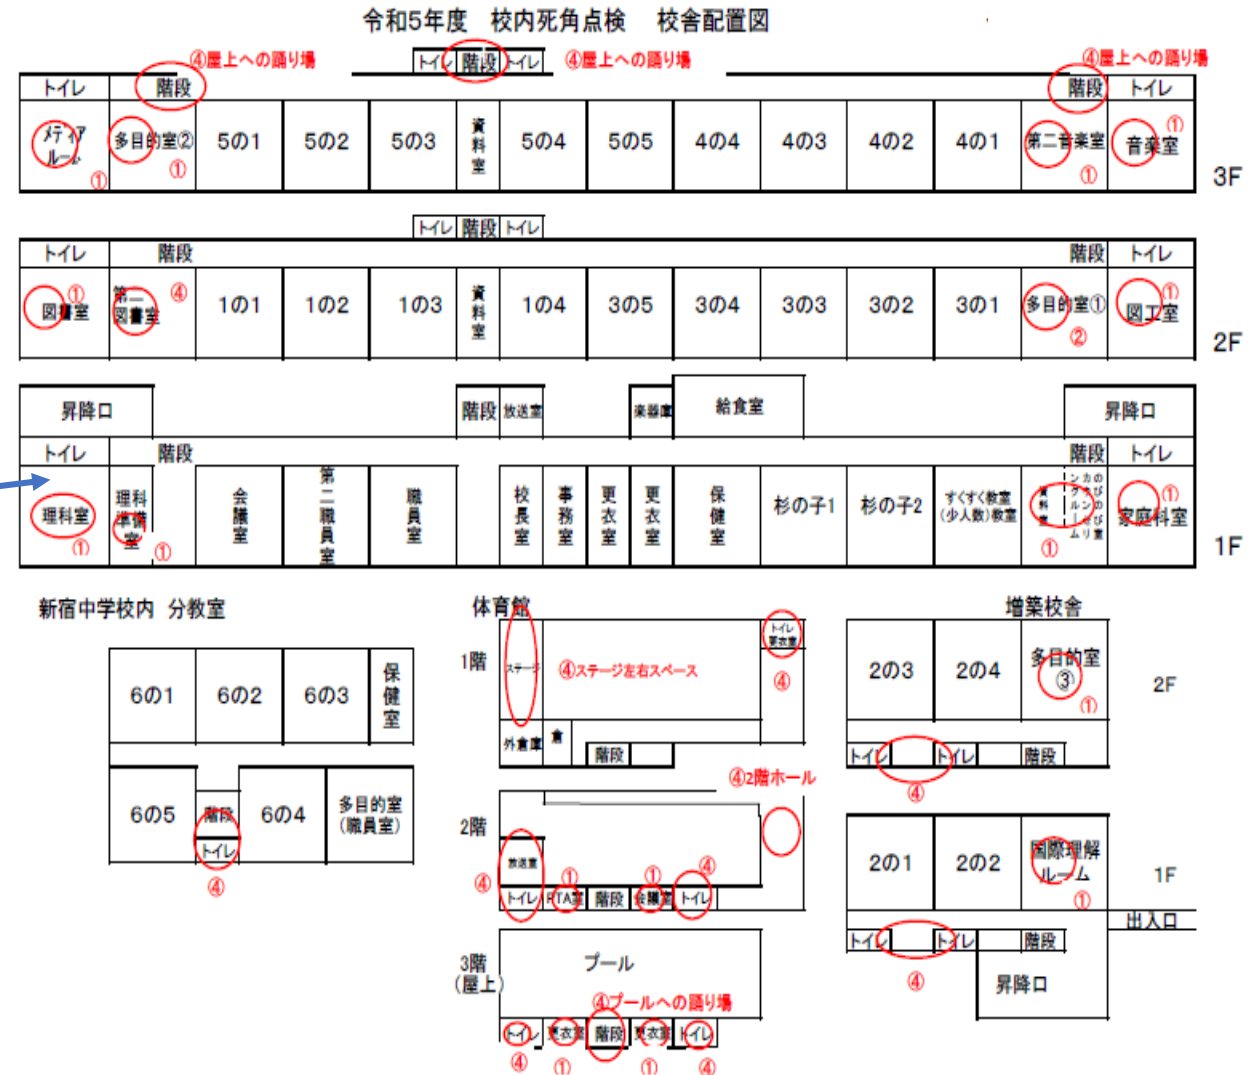 令和5年度　校内死角点検　校舎配置図
④屋上への踊り場
トイレ 階段 トイレ
④屋上への踊り場
④屋上への踊り場
トイレ 階段 階段 トイレ
メディアルーム 多目的室② 5の1 5の2 5の3 資料室 5の4 5の5 4の4 4の3 4の2 4の1 第二音楽室 音楽室
① ① ① ①
3F
トイレ 階段 トイレ
トイレ 階段 階段 トイレ
図書室 第二図書室 1の1 1の2 1の3 資料室 1の4 3の5 3の4 3の3 3の2 3の1 多目的室① 図工室
① ④ ② ①
2F
昇降口 階段 放送室 楽器庫 給食室 昇降口
トイレ 階段 階段 トイレ
理科室 理科準備室 会議室 第二職員室 職員室 校長室 事務室 更衣室 更衣室 保健室 杉の子1 杉の子2 すくすく教室(少人数)教室 資料室 家庭科室
① ① ① ①
1F
新宿中学校内 分教室
6の1 6の2 6の3 保健室
6の5 階段 6の4 多目的室(職員室)
トイレ
④
体育館
1階
ステージ ④ステージ左右スペース トイレ 更衣室
④
外倉庫 倉 階段
④2階ホール
2階
放送室
④ ① ① ④
トイレ PTA室 階段 会議室 トイレ
3階(屋上)
プール
④プールへの踊り場
トイレ 更衣室 階段 更衣室 トイレ
④ ① ① ④
増築校舎
2の3 2の4 多目的室③
①
2F
トイレ トイレ 階段
④
2の1 2の2 国際理解ルーム
①
1F
出入口
トイレ トイレ 階段
④
昇降口